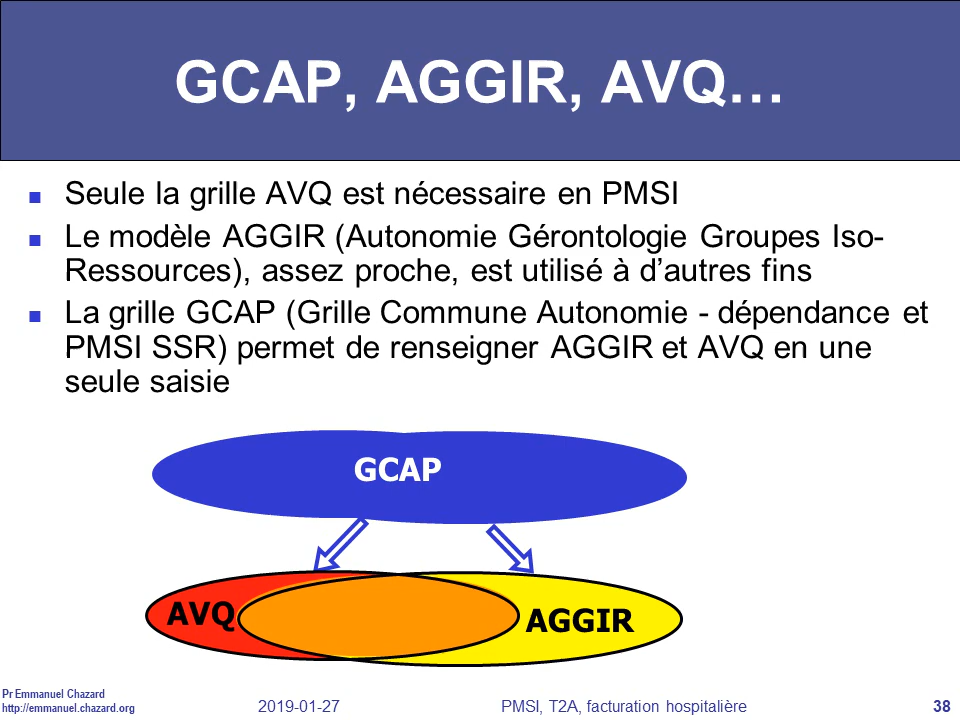 GCAP, AGGIR, AVQ…
Seule la grille AVQ est nécessaire en PMSI
Le modèle AGGIR (Autonomie Gérontologie Groupes Iso-
Ressources), assez proche, est utilisé à d’autres fins
La grille GCAP (Grille Commune Autonomie - dépendance et
PMSI SSR) permet de renseigner AGGIR et AVQ en une
seule saisie
GCAP
AVQ
AGGIR
Pr Emmanuel Chazard
http://emmanuel.chazard.org
2019-01-27
PMSI, T2A, facturation hospitalière
38